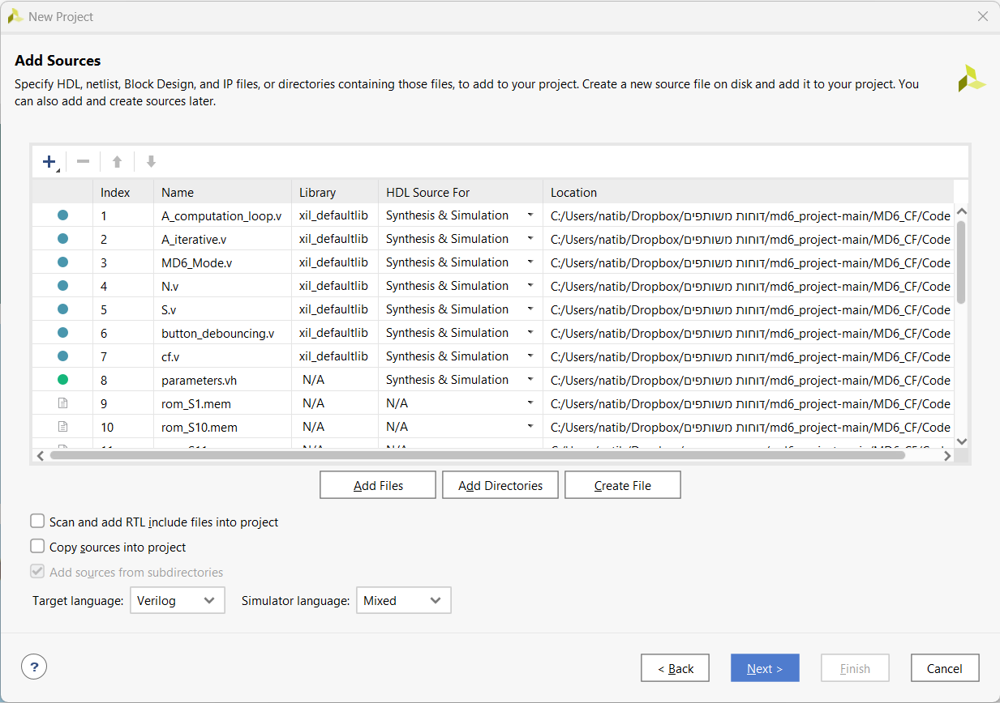 New Project
Add Sources
Specify HDL, netlist, Block Design, and IP files, or directories containing those files, to add to your project. Create a new source file on disk and add it to your project. You
can also add and create sources later.
Index Name Library HDL Source For Location
1 A_computation_loop.v xil_defaultlib Synthesis & Simulation C:/Users/natib/Dropbox/דוחות משותפים/md6_project-main/MD6_CF/Code
2 A_iterative.v xil_defaultlib Synthesis & Simulation C:/Users/natib/Dropbox/דוחות משותפים/md6_project-main/MD6_CF/Code
3 MD6_Mode.v xil_defaultlib Synthesis & Simulation C:/Users/natib/Dropbox/דוחות משותפים/md6_project-main/MD6_CF/Code
4 N.v xil_defaultlib Synthesis & Simulation C:/Users/natib/Dropbox/דוחות משותפים/md6_project-main/MD6_CF/Code
5 S.v xil_defaultlib Synthesis & Simulation C:/Users/natib/Dropbox/דוחות משותפים/md6_project-main/MD6_CF/Code
6 button_debouncing.v xil_defaultlib Synthesis & Simulation C:/Users/natib/Dropbox/דוחות משותפים/md6_project-main/MD6_CF/Code
7 cf.v xil_defaultlib Synthesis & Simulation C:/Users/natib/Dropbox/דוחות משותפים/md6_project-main/MD6_CF/Code
8 parameters.vh N/A Synthesis & Simulation C:/Users/natib/Dropbox/דוחות משותפים/md6_project-main/MD6_CF/Code
9 rom_S1.mem N/A N/A C:/Users/natib/Dropbox/דוחות משותפים/md6_project-main/MD6_CF/Code
10 rom_S10.mem N/A N/A C:/Users/natib/Dropbox/דוחות משותפים/md6_project-main/MD6_CF/Code
Add Files Add Directories Create File
Scan and add RTL include files into project
Copy sources into project
Add sources from subdirectories
Target language: Verilog Simulator language: Mixed
? < Back Next > Finish Cancel